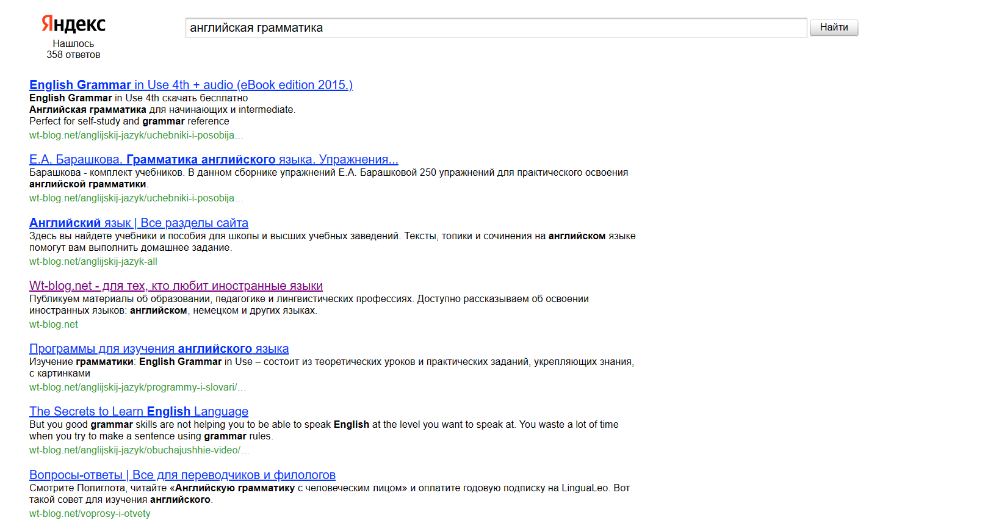 Яндекс
Нашлось
358 ответов
английская грамматика
Найти
English Grammar in Use 4th + audio (eBook edition 2015.)
English Grammar in Use 4th скачать бесплатно
Английская грамматика для начинающих и intermediate.
Perfect for self-study and grammar reference
wt-blog.net/anglijskij-jazyk/uchebniki-i-posobija…
Е.А. Барашкова. Грамматика английского языка. Упражнения...
Барашкова - комплект учебников. В данном сборнике упражнений Е.А. Барашковой 250 упражнений для практического освоения
английской грамматики.
wt-blog.net/anglijskij-jazyk/uchebniki-i-posobija…
Английский язык | Все разделы сайта
Здесь вы найдете учебники и пособия для школы и высших учебных заведений. Тексты, топики и сочинения на английском языке
помогут вам выполнить домашнее задание.
wt-blog.net/anglijskij-jazyk-all
Wt-blog.net - для тех, кто любит иностранные языки
Публикуем материалы об образовании, педагогике и лингвистических профессиях. Доступно рассказываем об освоении
иностранных языков: английском, немецком и других языках.
wt-blog.net
Программы для изучения английского языка
Изучение грамматики: English Grammar in Use – состоит из теоретических уроков и практических заданий, укрепляющих знания,
с картинками
wt-blog.net/anglijskij-jazyk/programmy-i-slovari/…
The Secrets to Learn English Language
But you good grammar skills are not helping you to be able to speak English at the level you want to speak at. You waste a lot of time
when you try to make a sentence using grammar rules.
wt-blog.net/anglijskij-jazyk/obuchajushhie-video/…
Вопросы-ответы | Все для переводчиков и филологов
Смотрите Полиглота, читайте «Английскую грамматику с человеческим лицом» и оплатите годовую подписку на LinguaLeo. Вот
такой совет для изучения английского.
wt-blog.net/voprosy-i-otvety